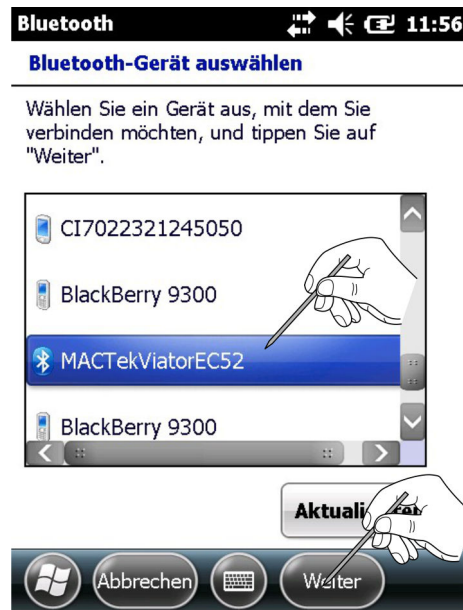 Bluetooth 11:56
Bluetooth-Gerät auswählen
Wählen Sie ein Gerät aus, mit dem Sie
verbinden möchten, und tippen Sie auf
"Weiter".
CI7022321245050
BlackBerry 9300
MACTekViatorEC52
BlackBerry 9300
Abbrechen Weiter